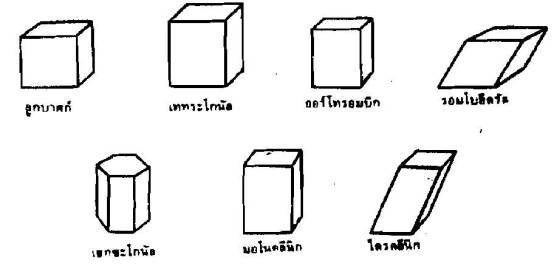 ลูกบาศก์
เททระโกนัล
ออร์โทรอมบิก
รอมโบฮีดรัล
เฮกซะโกนัล
มอโนคลีนิก
ไตรคลีนิก